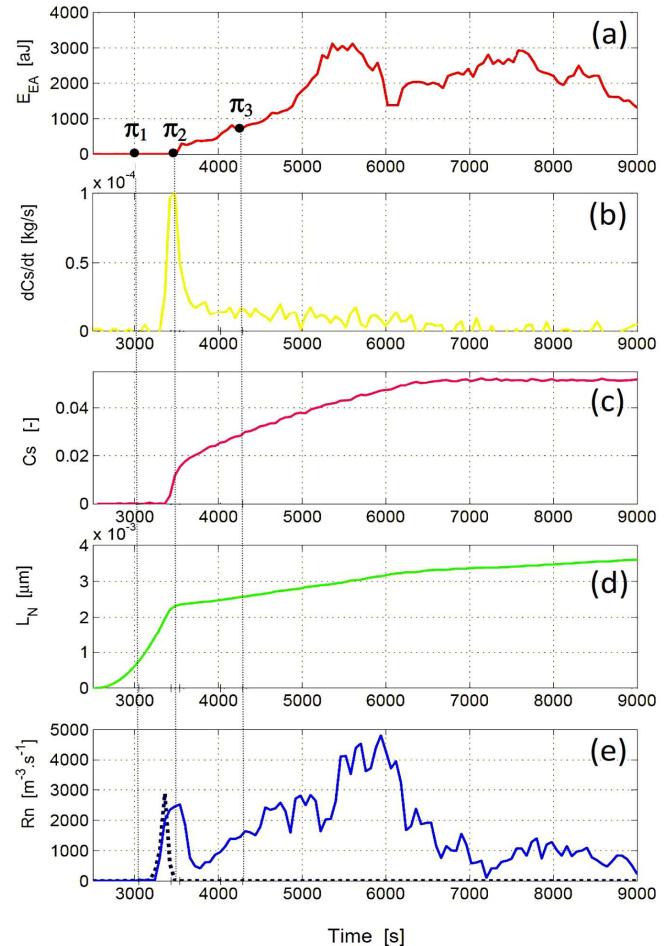 (a)
E_EA [aJ]
4000
3000
2000
1000
0
π1 π2 π3
3000 4000 5000 6000 7000 8000 9000
x 10^-4
(b)
dCs/dt [kg/s]
1
0.5
0
3000 4000 5000 6000 7000 8000 9000
(c)
Cs [-]
0.04
0.02
0
3000 4000 5000 6000 7000 8000 9000
x 10^-3
(d)
L_N [μm]
4
3
2
1
0
3000 4000 5000 6000 7000 8000 9000
(e)
Rn [m^-3.s^-1]
5000
4000
3000
2000
1000
0
3000 4000 5000 6000 7000 8000 9000
Time [s]